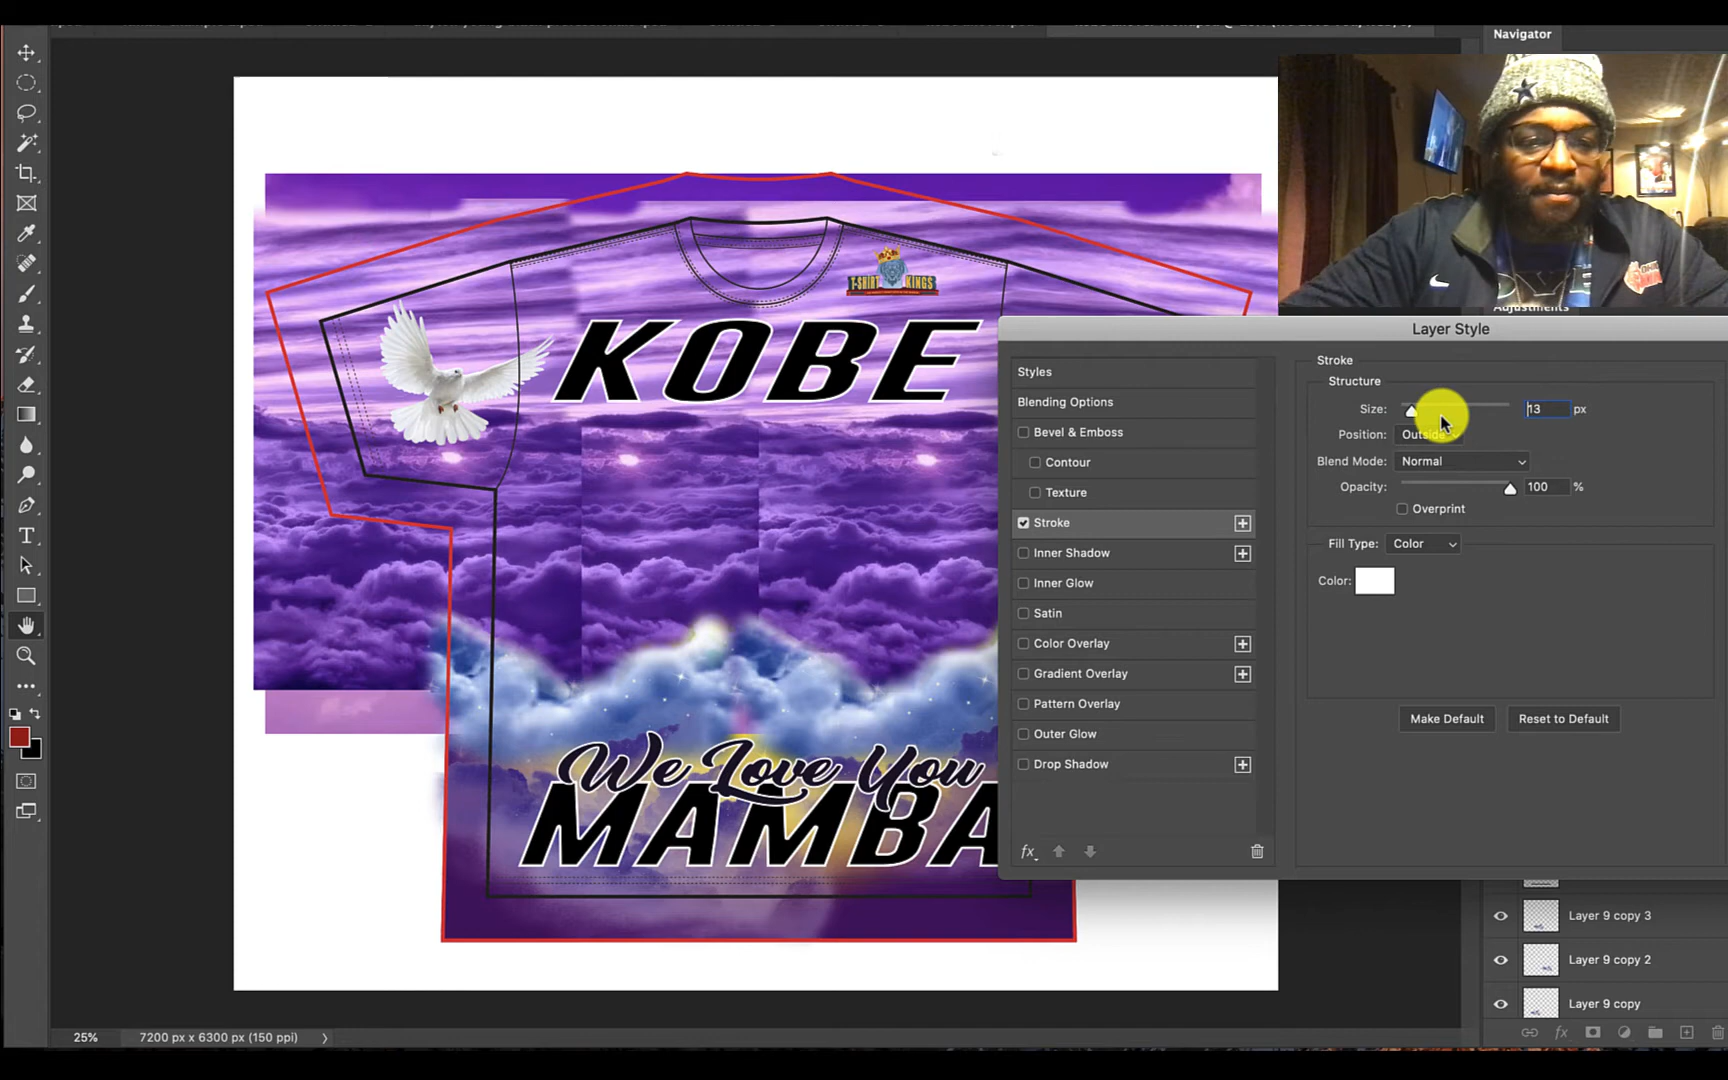 Navigator
Adjustments
T-SHIRT KINGS
KOBE
We Love You
MAMBA
Layer Style
Styles
Blending Options
Bevel & Emboss
Contour
Texture
Stroke
Inner Shadow
Inner Glow
Satin
Color Overlay
Gradient Overlay
Pattern Overlay
Outer Glow
Drop Shadow
fx
Stroke
Structure
Size: 13 px
Position: Outside
Blend Mode: Normal
Opacity: 100 %
Overprint
Fill Type: Color
Color:
Make Default Reset to Default
Layer 9 copy 3
Layer 9 copy 2
Layer 9 copy
fx
25% 7200 px x 6300 px (150 ppi)